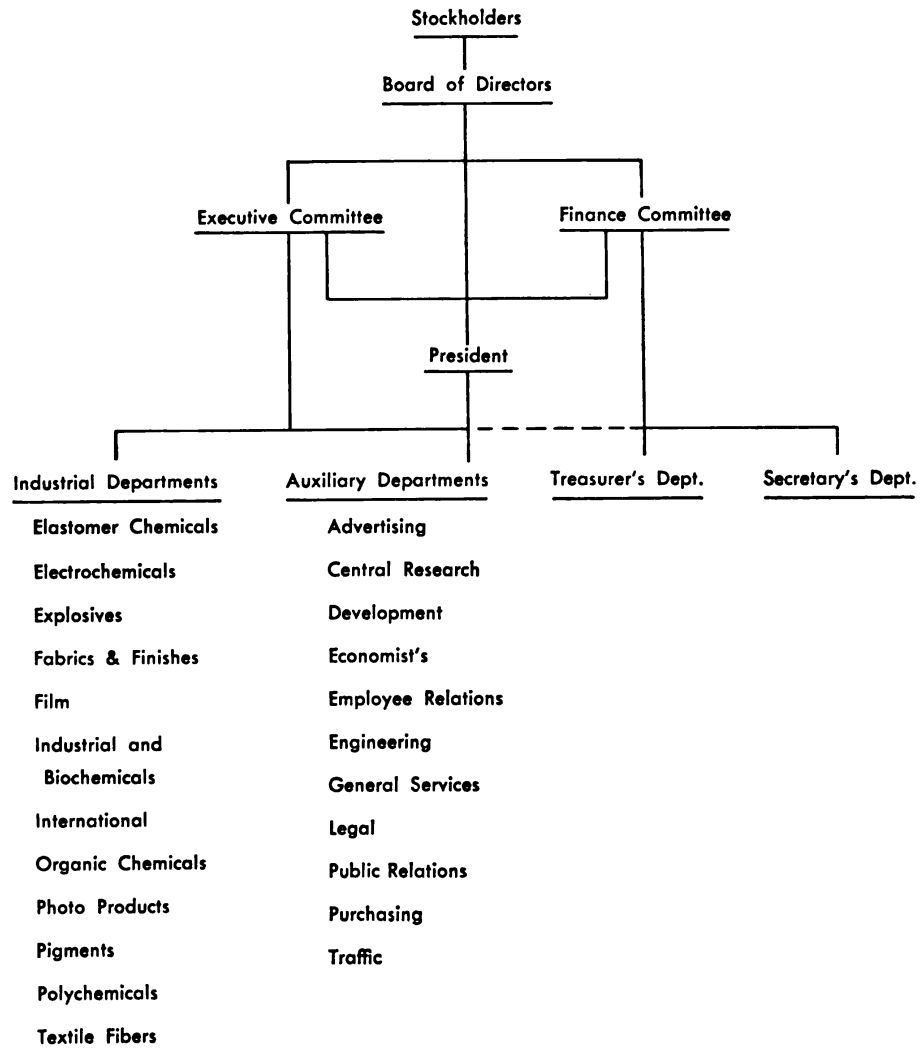 Stockholders
Board of Directors
Executive Committee
Finance Committee
President
Industrial Departments
Elastomer Chemicals
Electrochemicals
Explosives
Fabrics & Finishes
Film
Industrial and
Biochemicals
International
Organic Chemicals
Photo Products
Pigments
Polychemicals
Textile Fibers
Auxiliary Departments
Advertising
Central Research
Development
Economist's
Employee Relations
Engineering
General Services
Legal
Public Relations
Purchasing
Traffic
Treasurer's Dept.
Secretary's Dept.